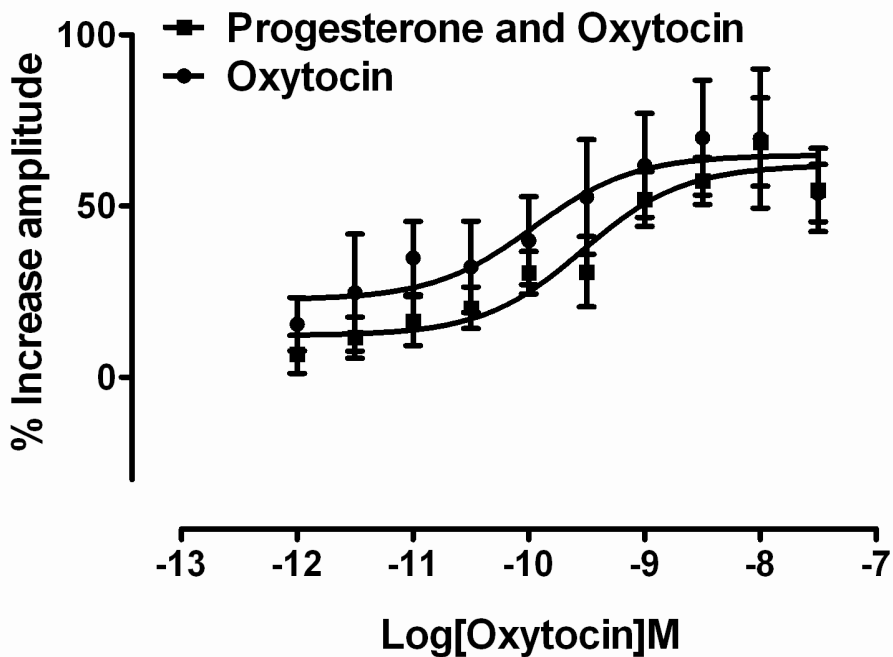 Progesterone and Oxytocin
Oxytocin
% Increase amplitude
100
50
0
-13 -12 -11 -10 -9 -8 -7
Log[Oxytocin]M